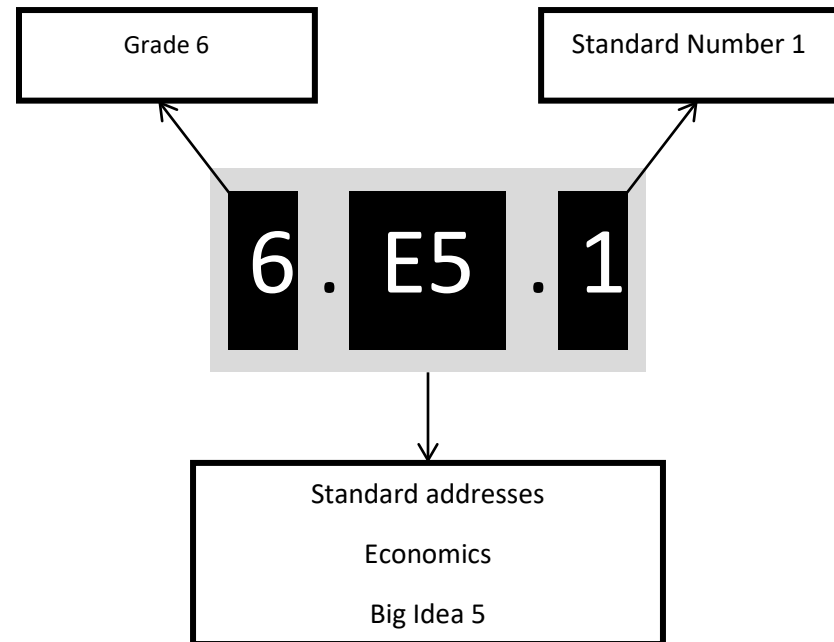 Grade 6
Standard Number 1
6 . E5 . 1
Standard addresses
Economics
Big Idea 5